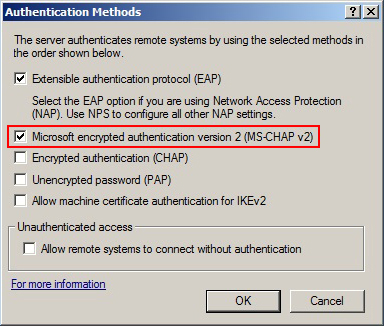 Authentication Methods
The server authenticates remote systems by using the selected methods in
the order shown below.
Extensible authentication protocol (EAP)
Select the EAP option if you are using Network Access Protection
(NAP). Use NPS to configure all other NAP settings.
Microsoft encrypted authentication version 2 (MS-CHAP v2)
Encrypted authentication (CHAP)
Unencrypted password (PAP)
Allow machine certificate authentication for IKEv2
Unauthenticated access
Allow remote systems to connect without authentication
For more information
OK
Cancel